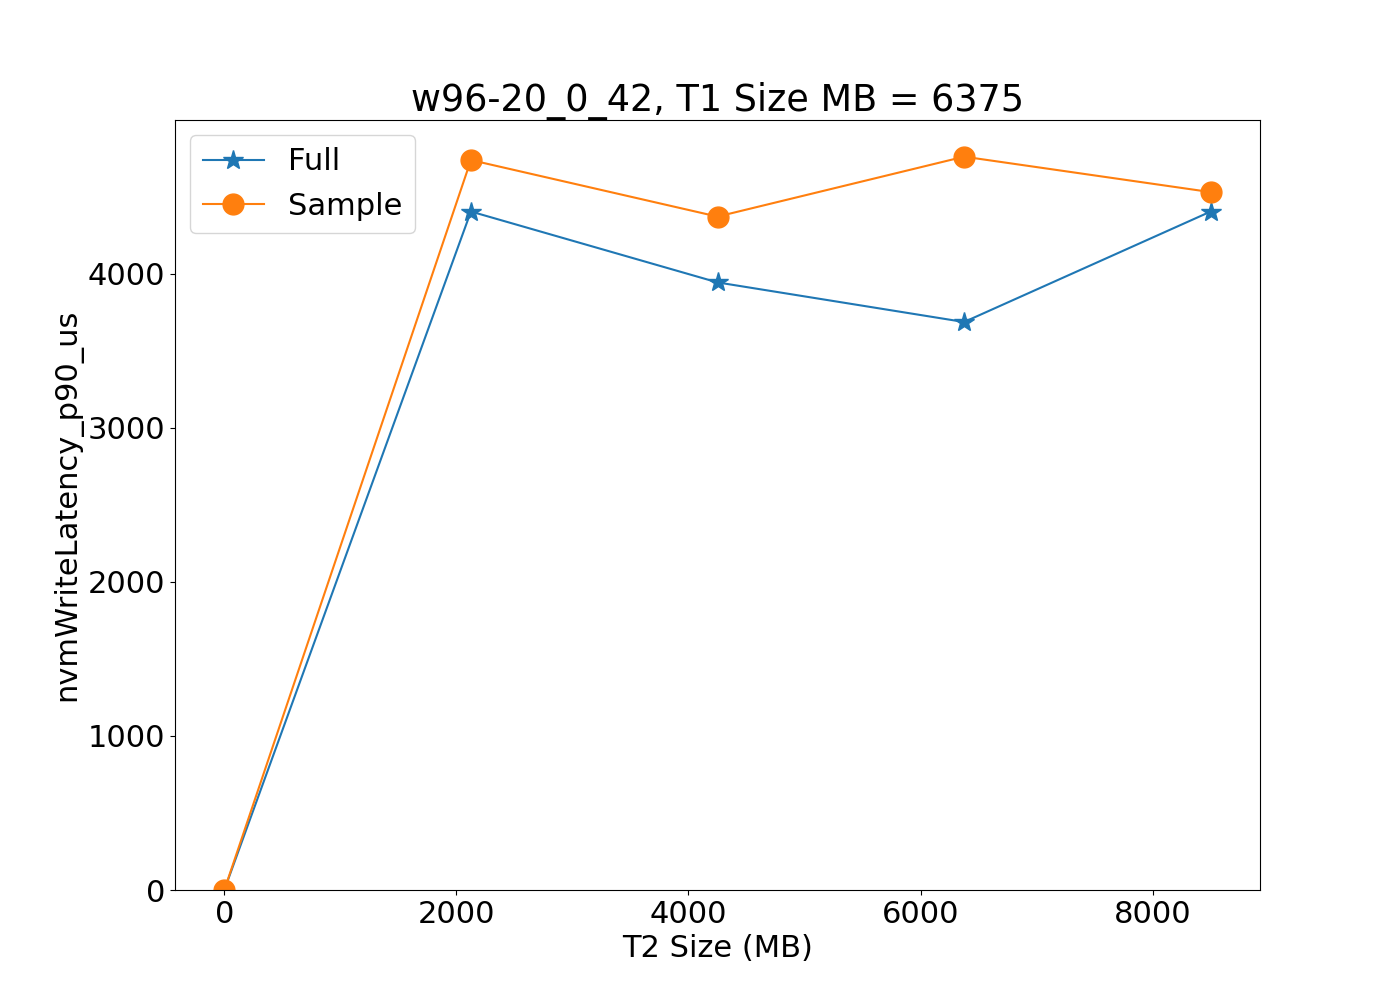 w96-20_0_42, T1 Size MB = 6375
Full
Sample
nvmWriteLatency_p90_us
4000
3000
2000
1000
0
0 2000 4000 6000 8000
T2 Size (MB)